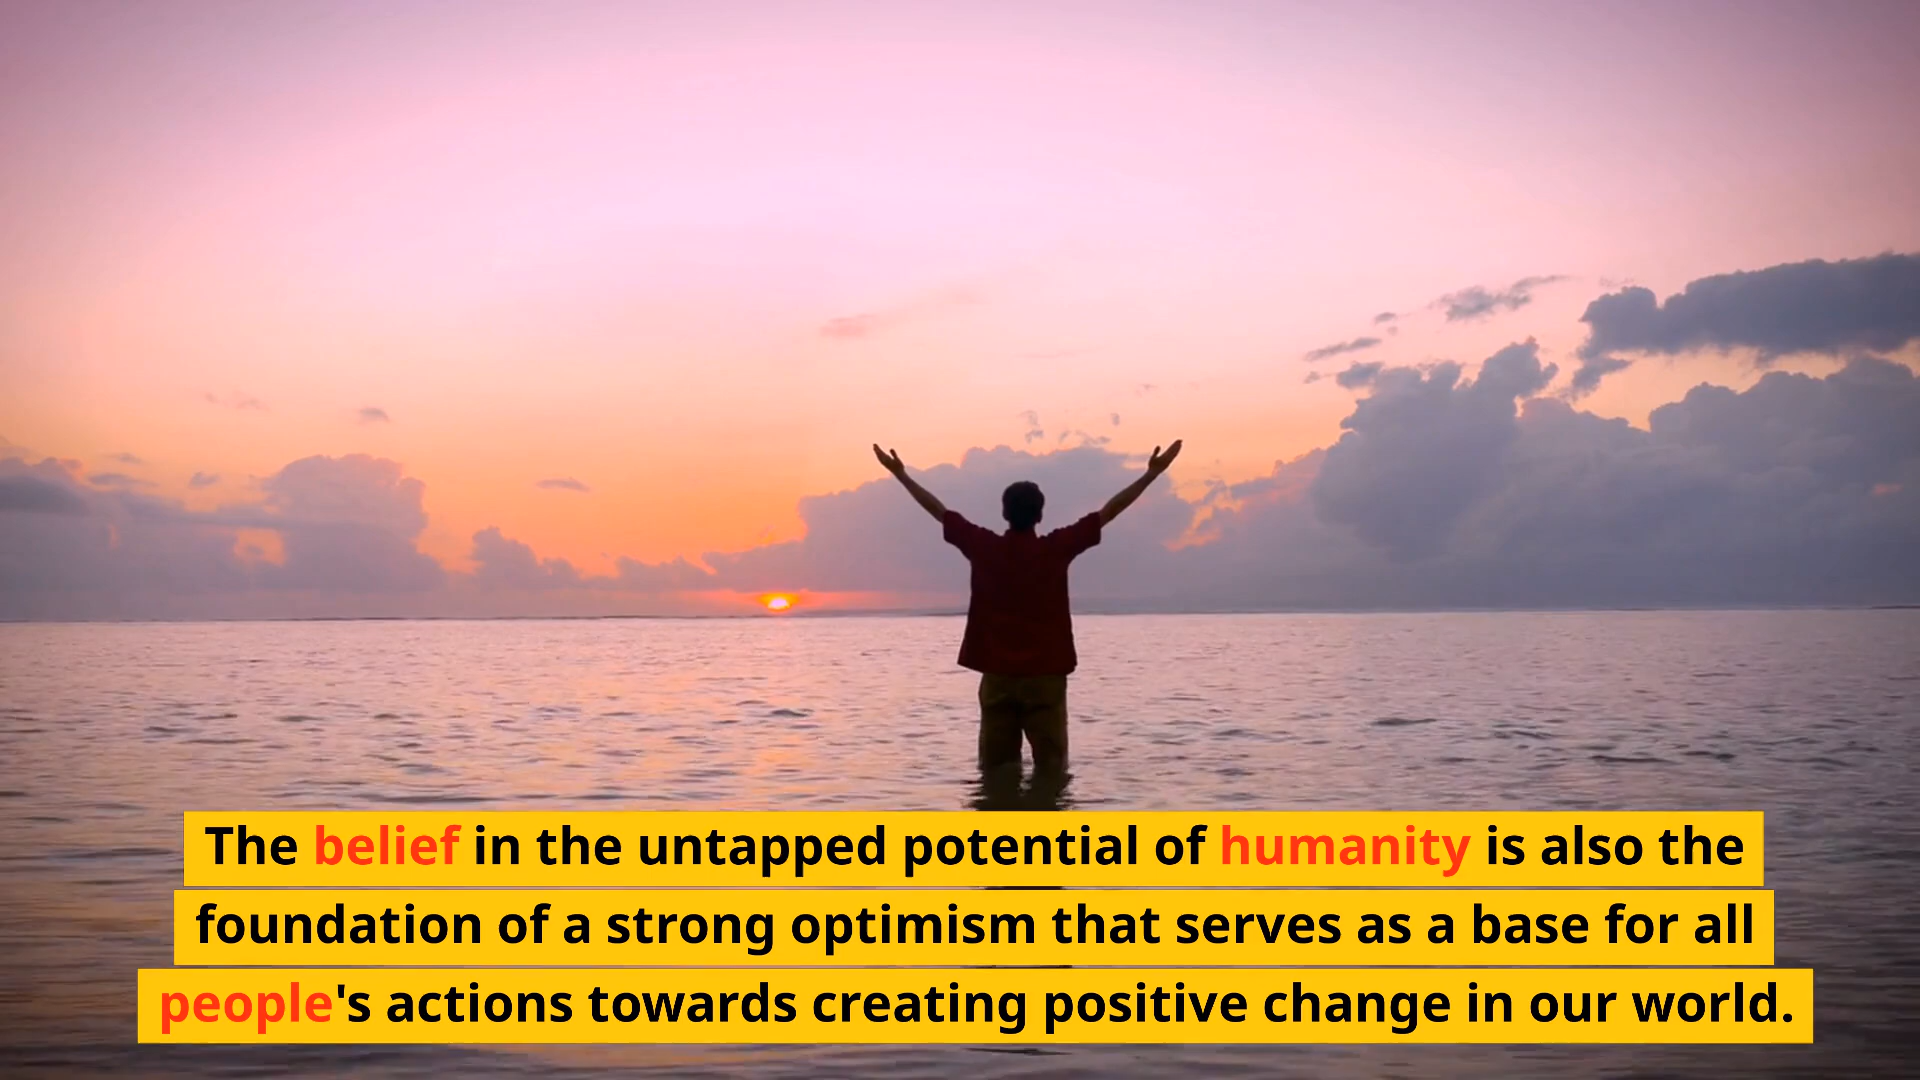 The belief in the untapped potential of humanity is also the
foundation of a strong optimism that serves as a base for all
people's actions towards creating positive change in our world.